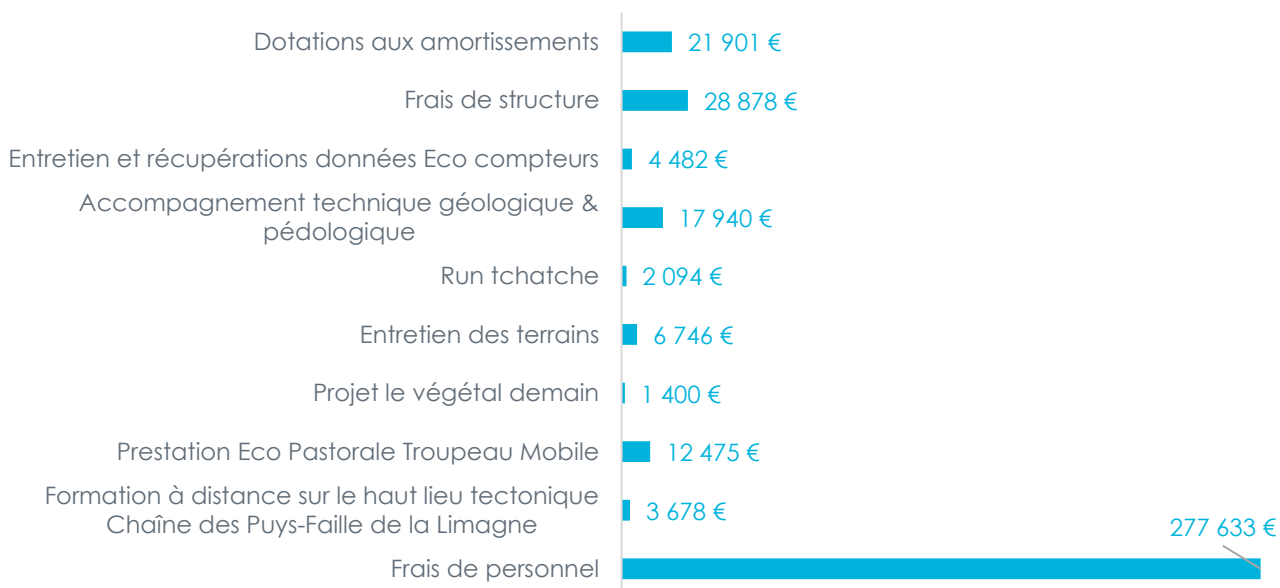 Dotations aux amortissements 21 901 €
Frais de structure 28 878 €
Entretien et récupérations données Eco compteurs 4 482 €
Accompagnement technique géologique &
pédologique 17 940 €
Run tchatche 2 094 €
Entretien des terrains 6 746 €
Projet le végétal demain 1 400 €
Prestation Eco Pastorale Troupeau Mobile 12 475 €
Formation à distance sur le haut lieu tectonique
Chaîne des Puys-Faille de la Limagne 3 678 €
Frais de personnel 277 633 €